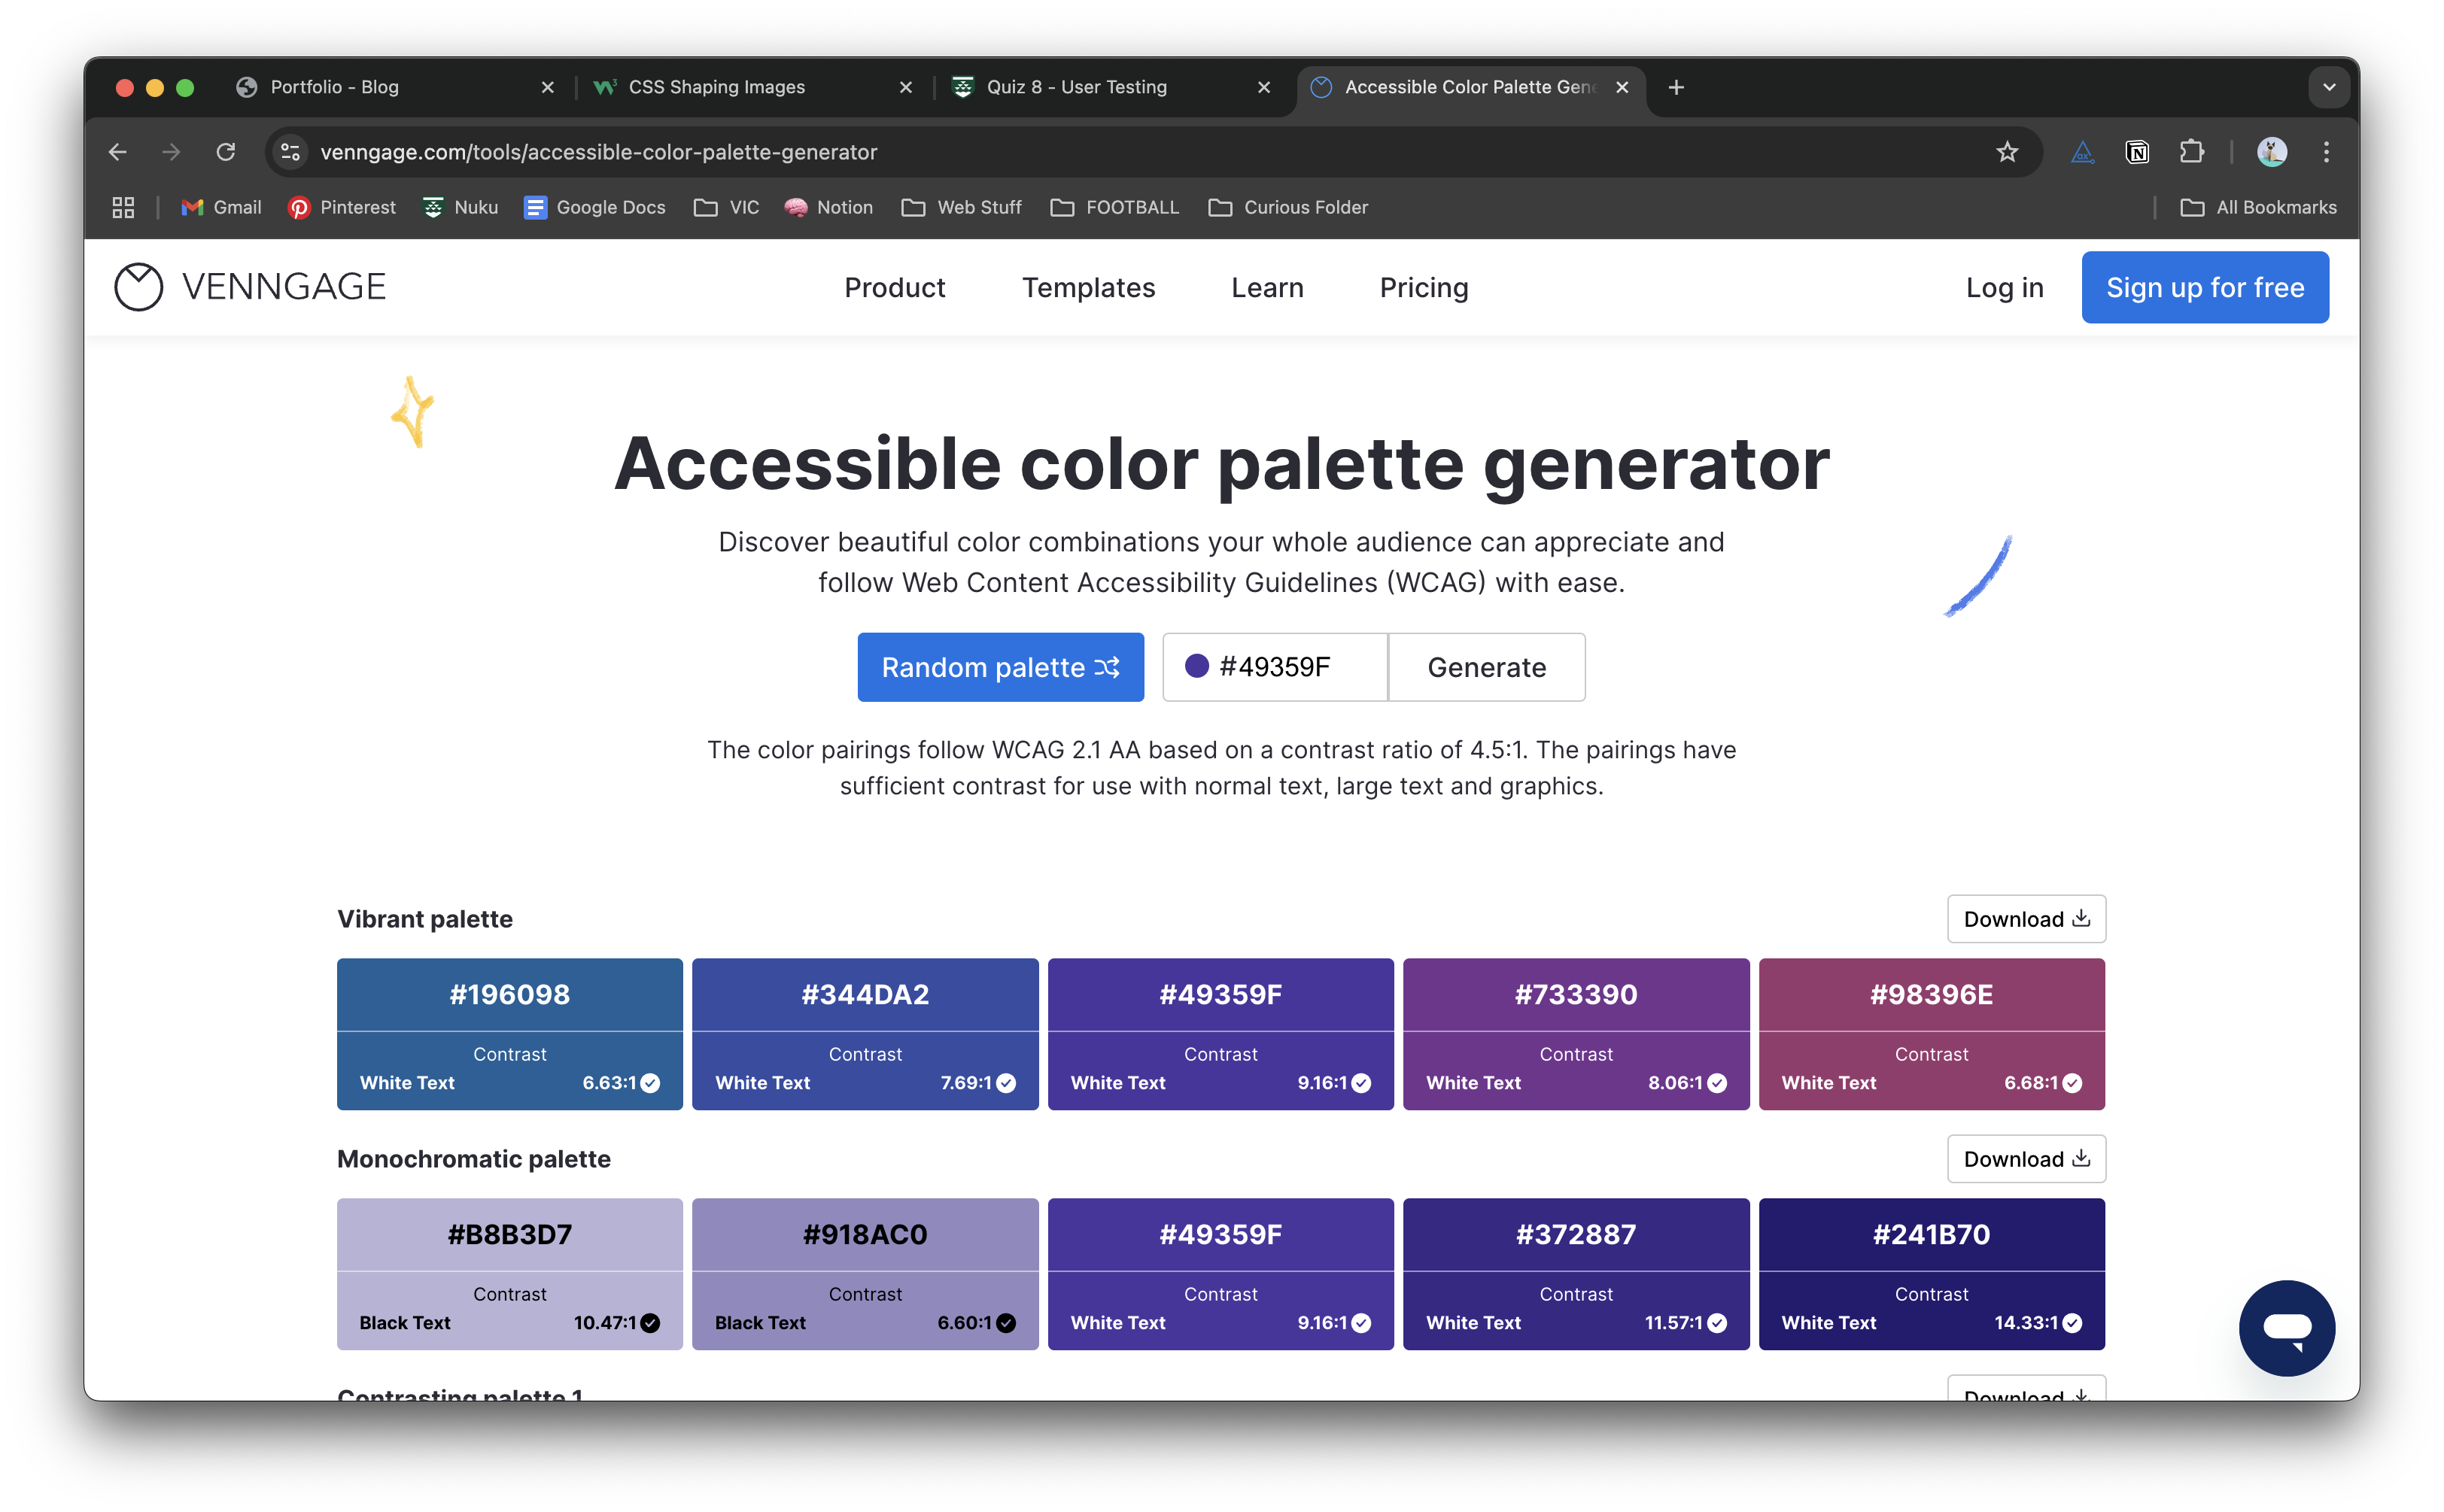 Portfolio - Blog
CSS Shaping Images
Quiz 8 - User Testing
Accessible Color Palette Gen
venngage.com/tools/accessible-color-palette-generator
Gmail
Pinterest
Nuku
Google Docs
VIC
Notion
Web Stuff
FOOTBALL
Curious Folder
All Bookmarks
VENNGAGE
Product
Templates
Learn
Pricing
Log in
Sign up for free
Accessible color palette generator
Discover beautiful color combinations your whole audience can appreciate and
follow Web Content Accessibility Guidelines (WCAG) with ease.
Random palette
#49359F
Generate
The color pairings follow WCAG 2.1 AA based on a contrast ratio of 4.5:1. The pairings have
sufficient contrast for use with normal text, large text and graphics.
Vibrant palette
Download
#196098
Contrast
White Text 6.63:1
#344DA2
Contrast
White Text 7.69:1
#49359F
Contrast
White Text 9.16:1
#733390
Contrast
White Text 8.06:1
#98396E
Contrast
White Text 6.68:1
Monochromatic palette
Download
#B8B3D7
Contrast
Black Text 10.47:1
#918AC0
Contrast
Black Text 6.60:1
#49359F
Contrast
White Text 9.16:1
#372887
Contrast
White Text 11.57:1
#241B70
Contrast
White Text 14.33:1
Contrasting palette 1
Download